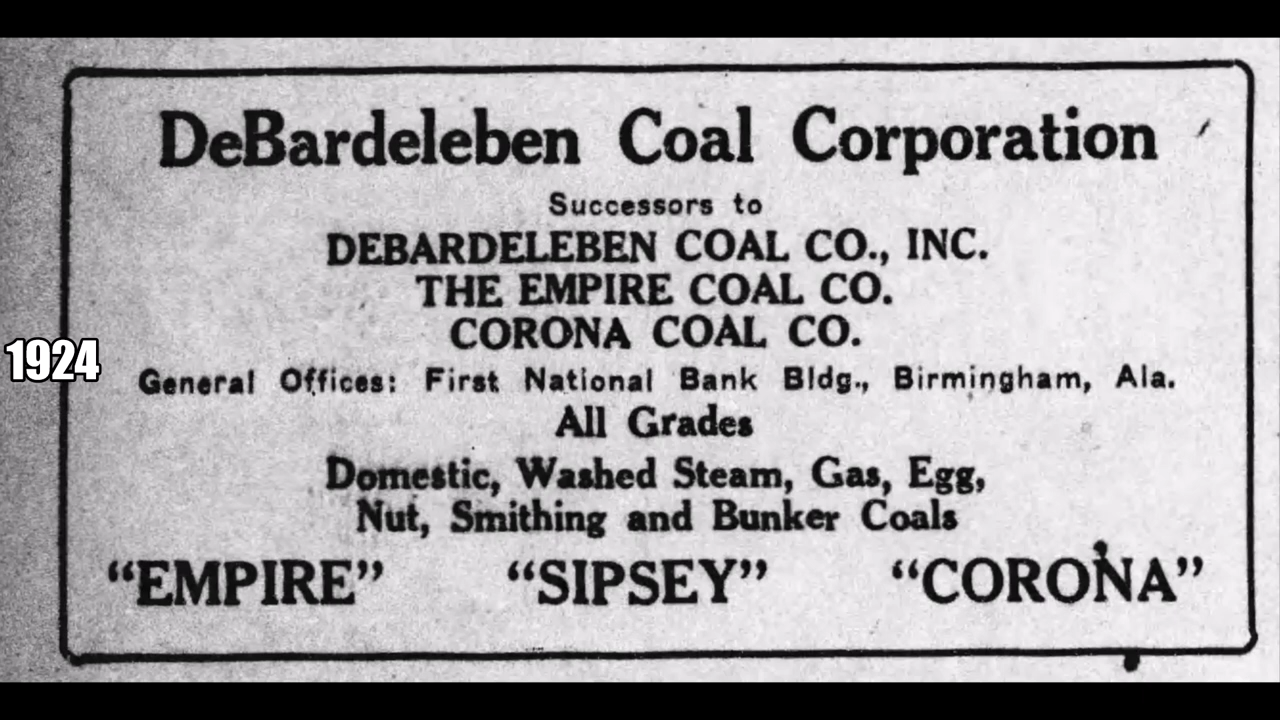 DeBardeleben Coal Corporation
Successors to
DEBARDELEBEN COAL CO., INC.
THE EMPIRE COAL CO.
CORONA COAL CO.
1924
General Offices: First National Bank Bldg., Birmingham, Ala.
All Grades
Domestic, Washed Steam, Gas, Egg,
Nut, Smithing and Bunker Coals
"EMPIRE" "SIPSEY" "CORONA"